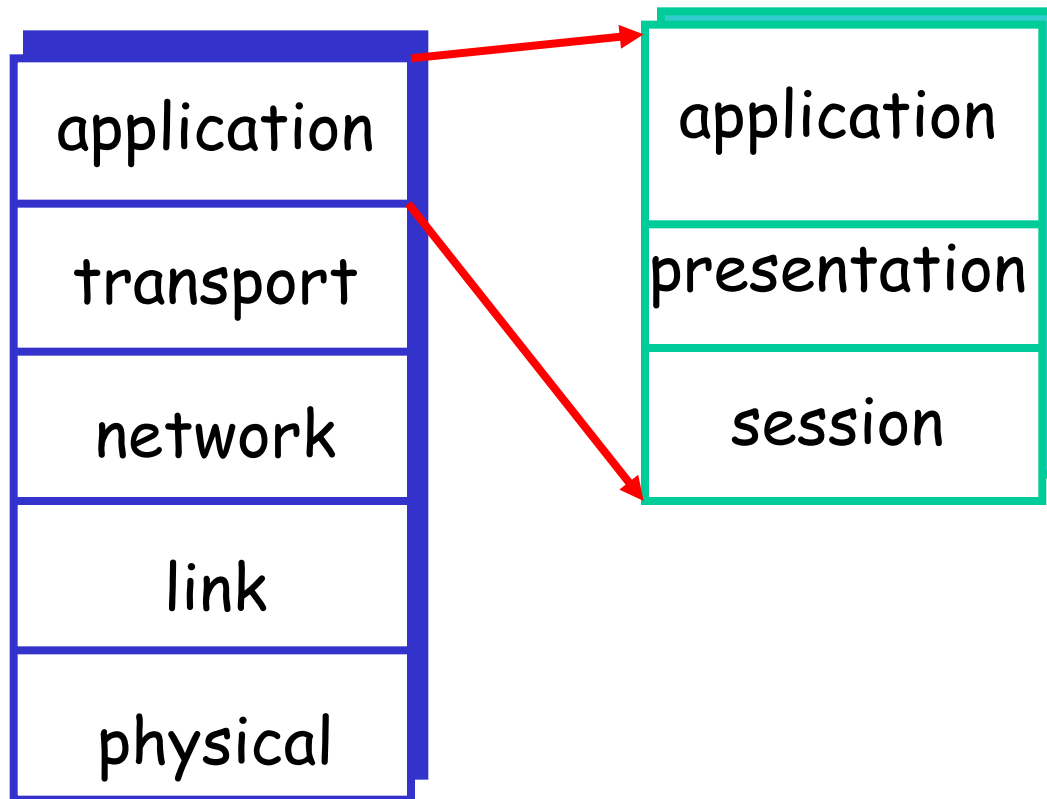 application
transport
network
link
physical
application
presentation
session